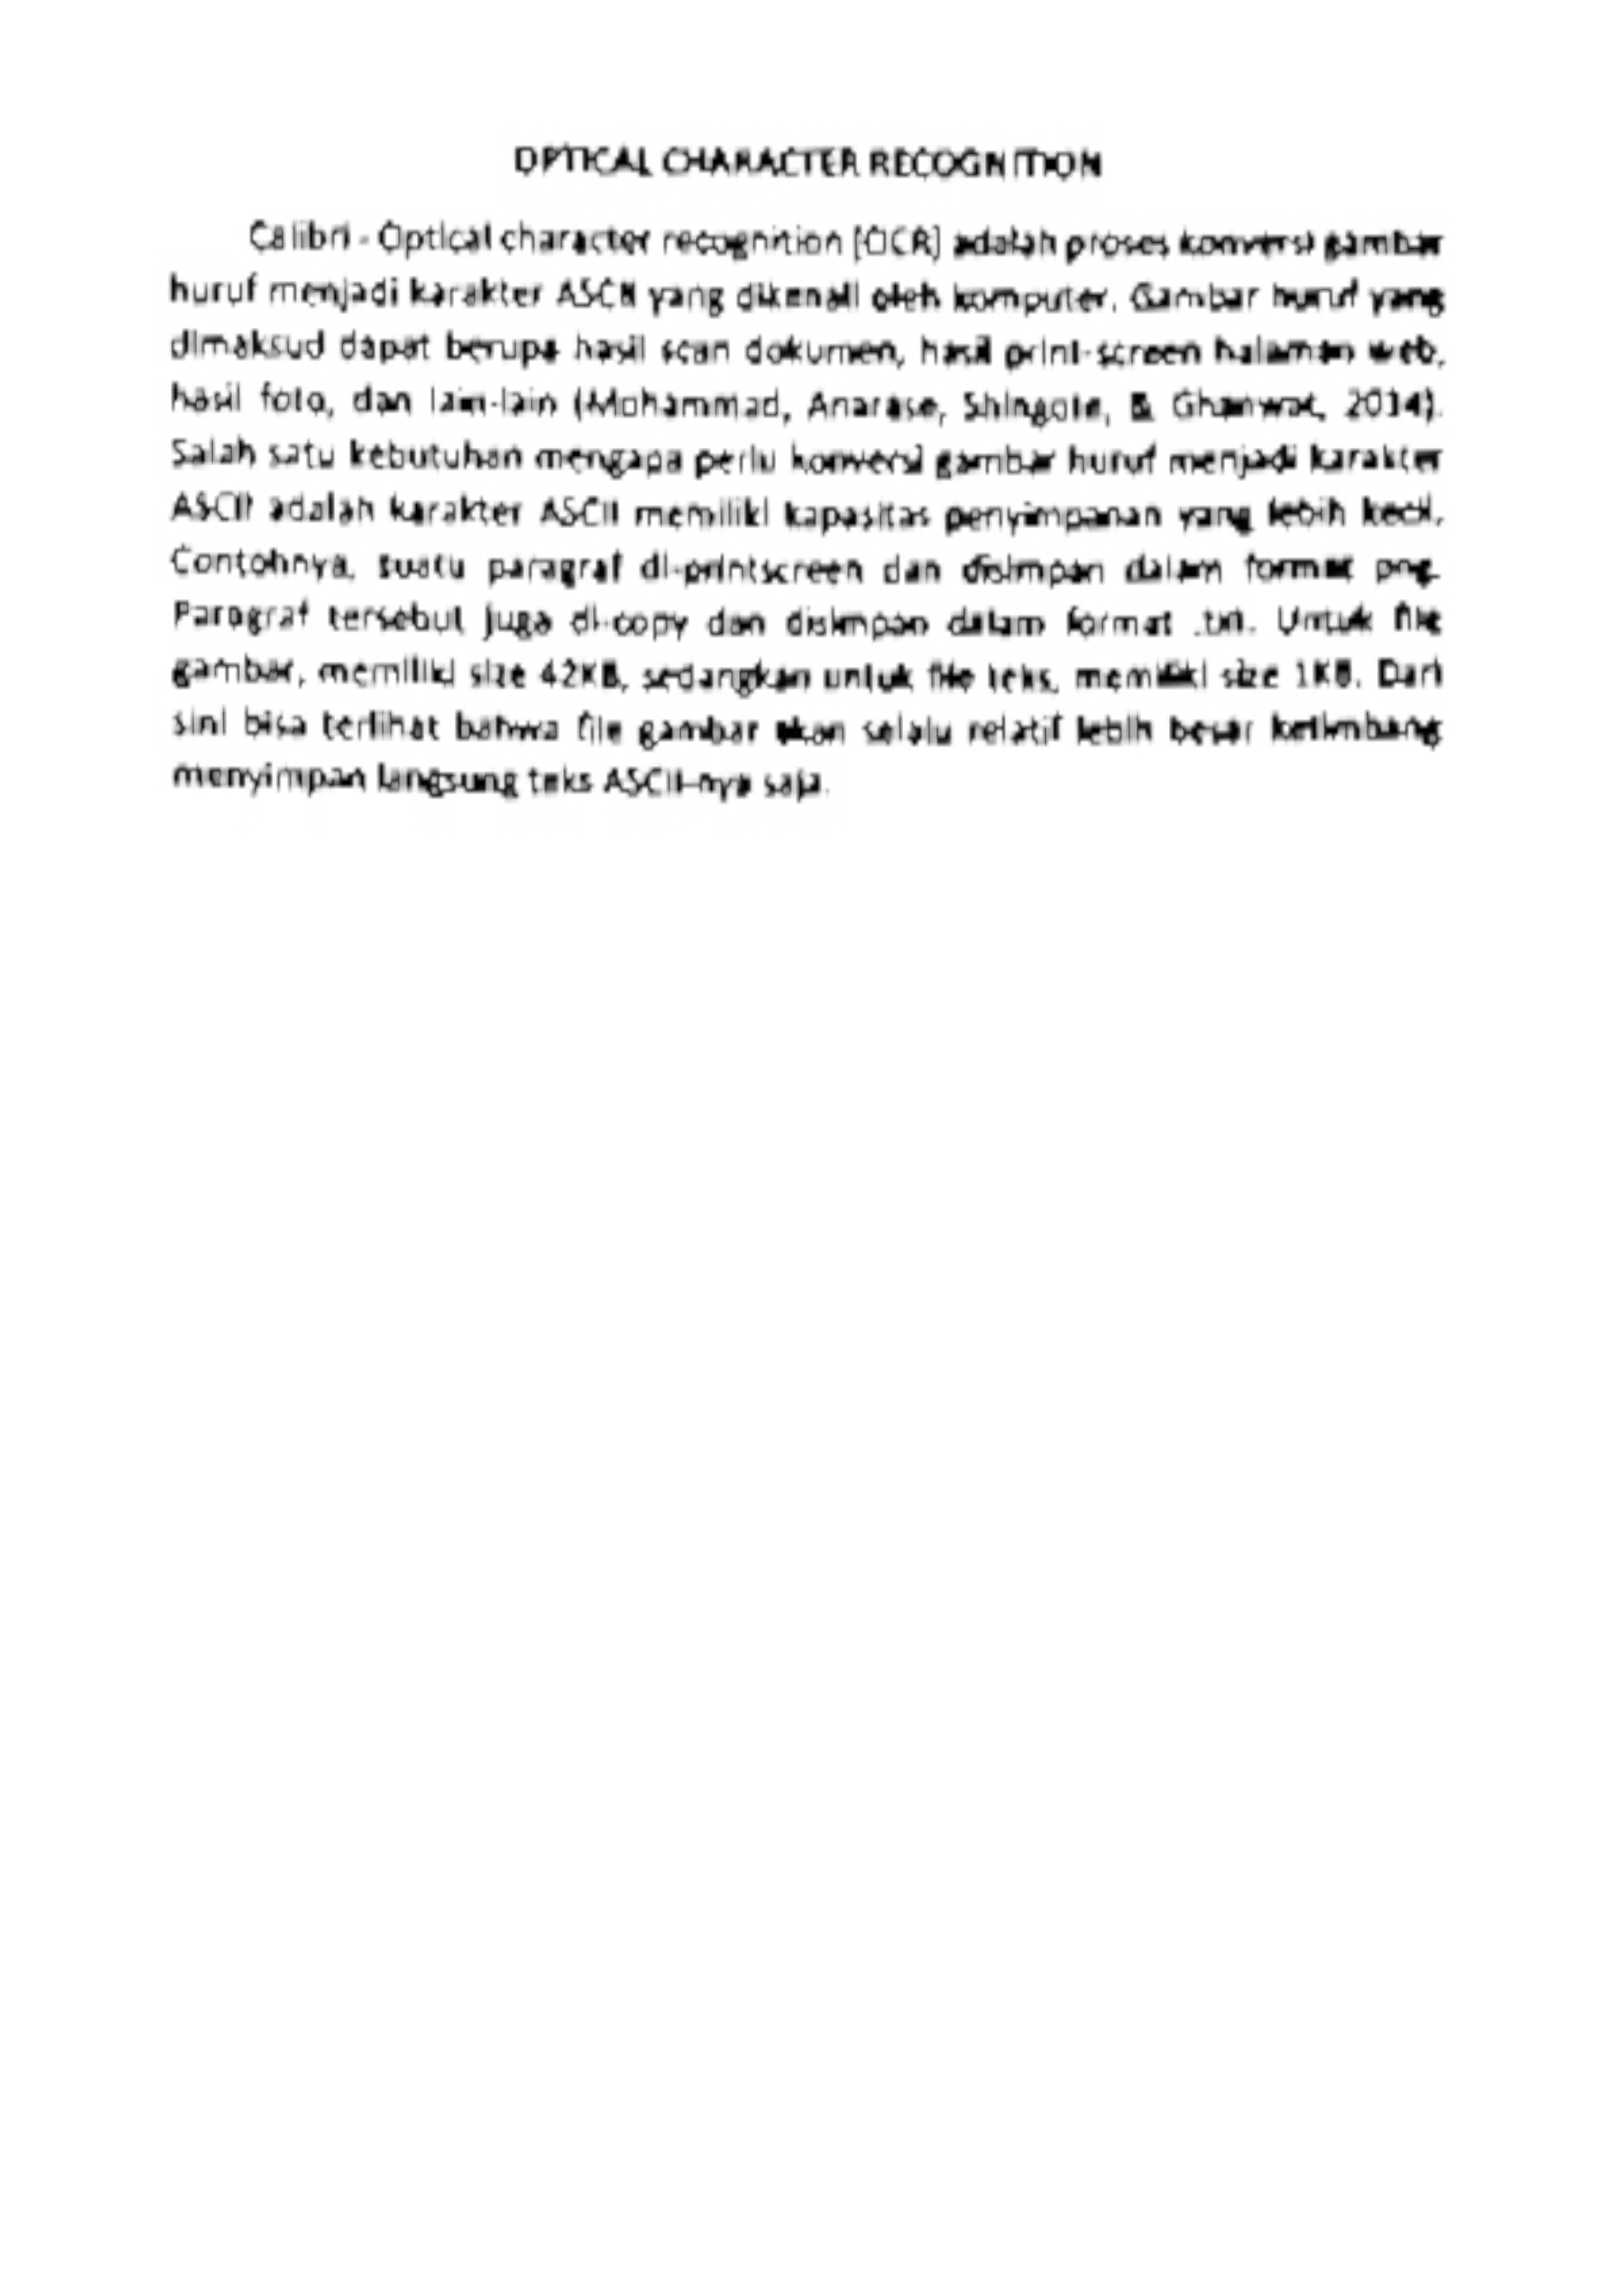 OPTICAL CHARACTER RECOGNITION
Calibri - Optical character recognition (OCR) adalah proses konversi gambar
huruf menjadi karakter ASCII yang dikenali oleh komputer. Gambar huruf yang
dimaksud dapat berupa hasil scan dokumen, hasil print-screen halaman web,
hasil foto, dan lain-lain (Mohammad, Anarase, Shingote, & Ghanwat, 2014).
Salah satu kebutuhan mengapa perlu konversi gambar huruf menjadi karakter
ASCII adalah karakter ASCII memiliki kapasitas penyimpanan yang lebih kecil.
Contohnya, suatu paragraf di-printscreen dan disimpan dalam format png.
Paragraf tersebut juga di-copy dan disimpan dalam format .txt. Untuk file
gambar, memiliki size 42KB, sedangkan untuk file teks, memiliki size 1KB. Dari
sini bisa terlihat bahwa file gambar akan selalu relatif lebih besar ketimbang
menyimpan langsung teks ASCII-nya saja.